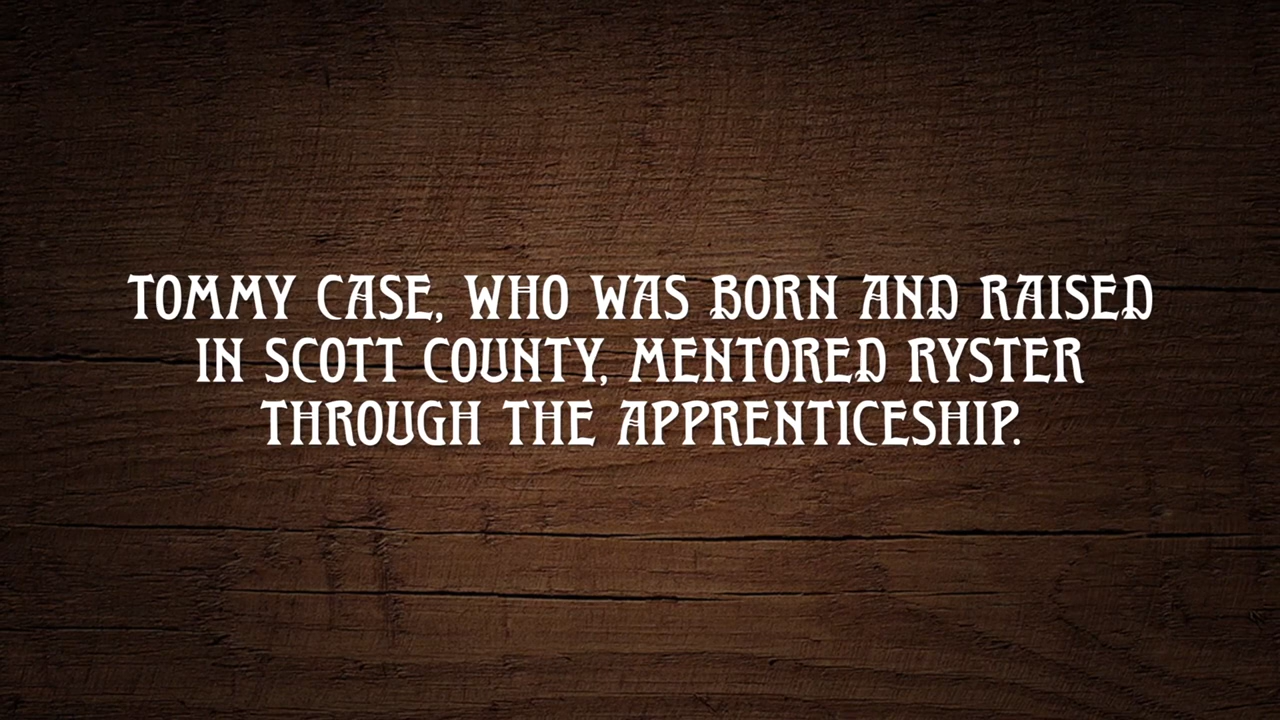 TOMMY CASE, WHO WAS BORN AND RAISED
IN SCOTT COUNTY, MENTORED RYSTER
THROUGH THE APPRENTICESHIP.